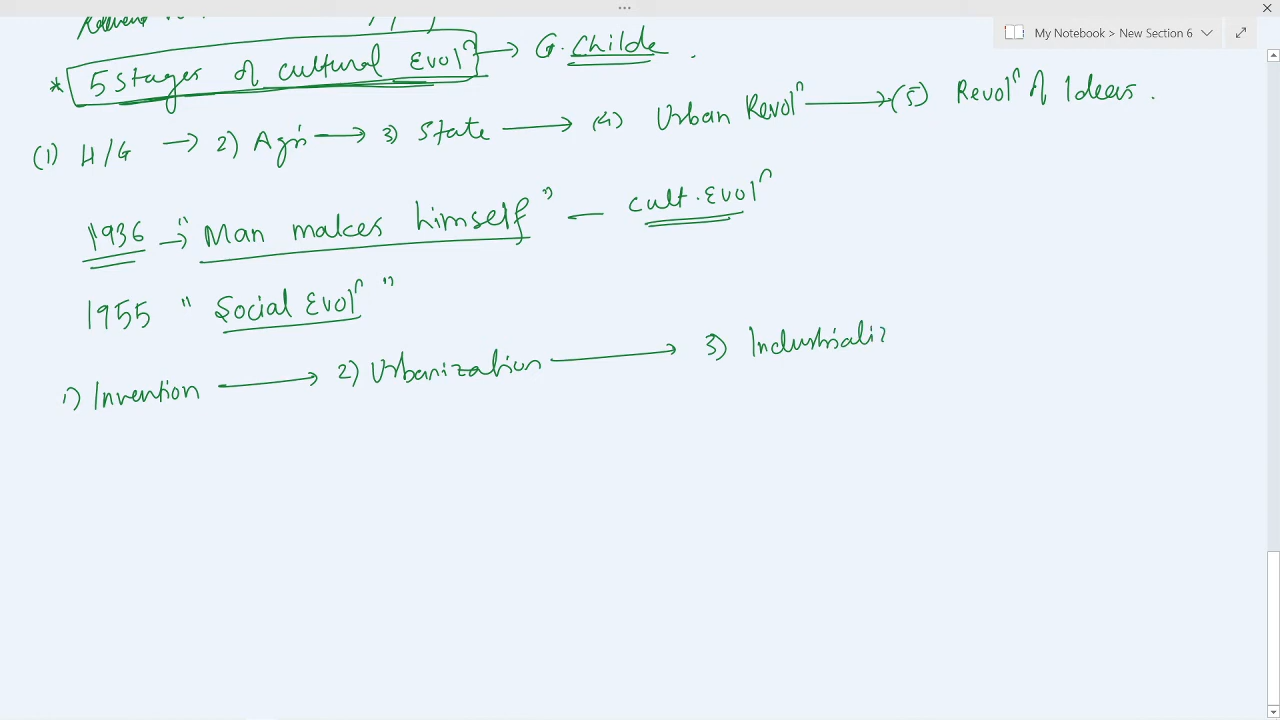 My Notebook > New Section 6
* 5 stages of cultural Evolⁿ → G. Childe .
(1) H/G → 2) Agri → 3) State → (4) Urban Revolⁿ → (5) Revolⁿ of Ideas .
1936 → "Man makes himself" — cult. Evolⁿ
1955 "Social Evolⁿ"
1) Invention → 2) Urbanization → 3) Industrializ